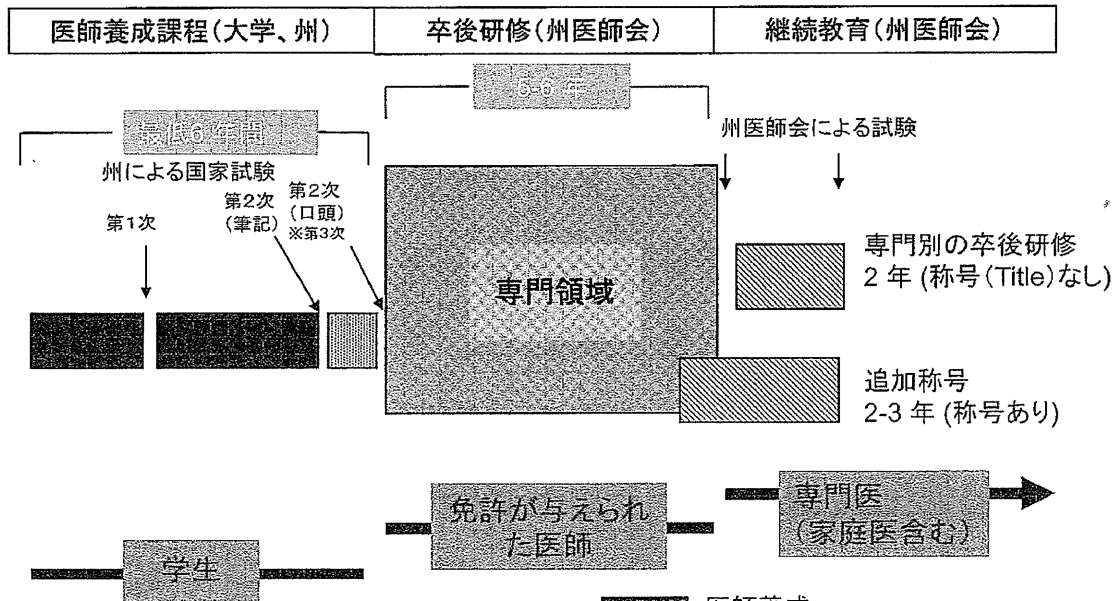 医師養成課程(大学、州)
卒後研修(州医師会)
継続教育(州医師会)
5-6 年
最低6 年間
州医師会による試験
州による国家試験
第1次
第2次
(筆記)
第2次
(口頭)
※第3次
専門領域
専門別の卒後研修
2 年 (称号(Title)なし)
追加称号
2-3 年 (称号あり)
学生
免許が与えられ
た医師
専門医
(家庭医含む)
医師養成